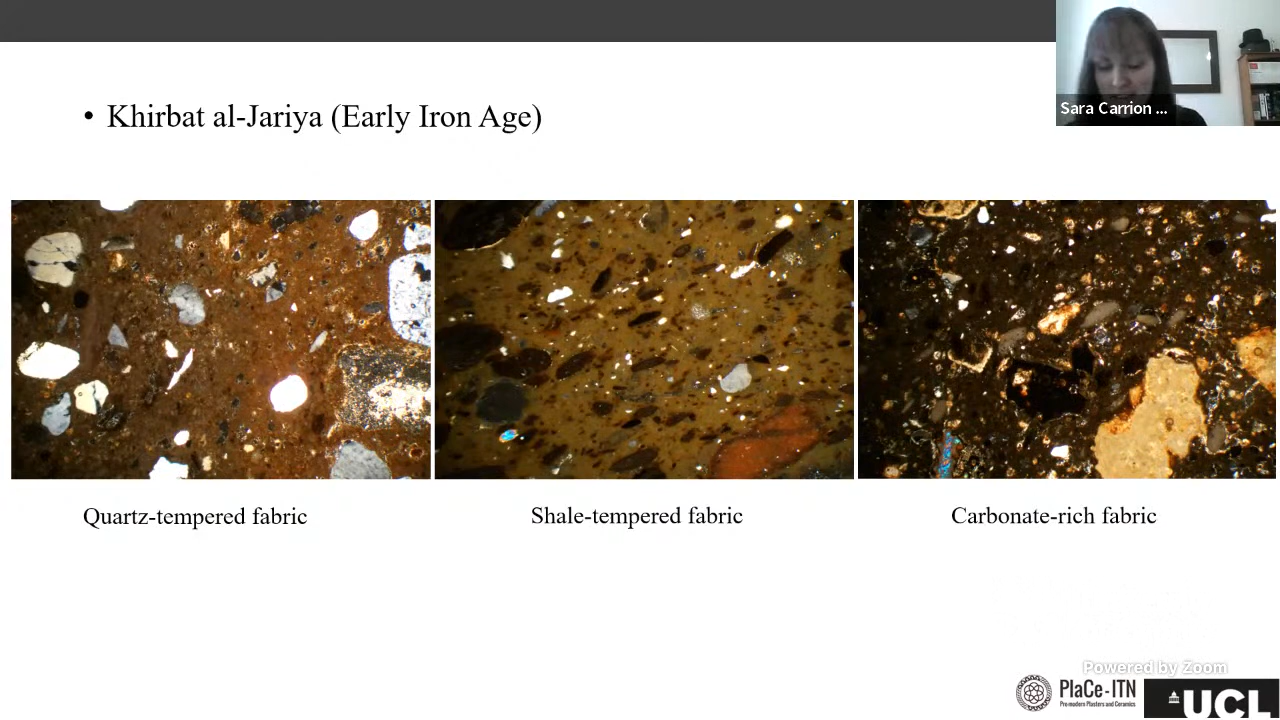 Sara Carrion ...
• Khirbat al-Jariya (Early Iron Age)
Quartz-tempered fabric
Shale-tempered fabric
Carbonate-rich fabric
Powered by Zoom
PlaCe-ITN
Pre-modern Plasters and Ceramics
UCL